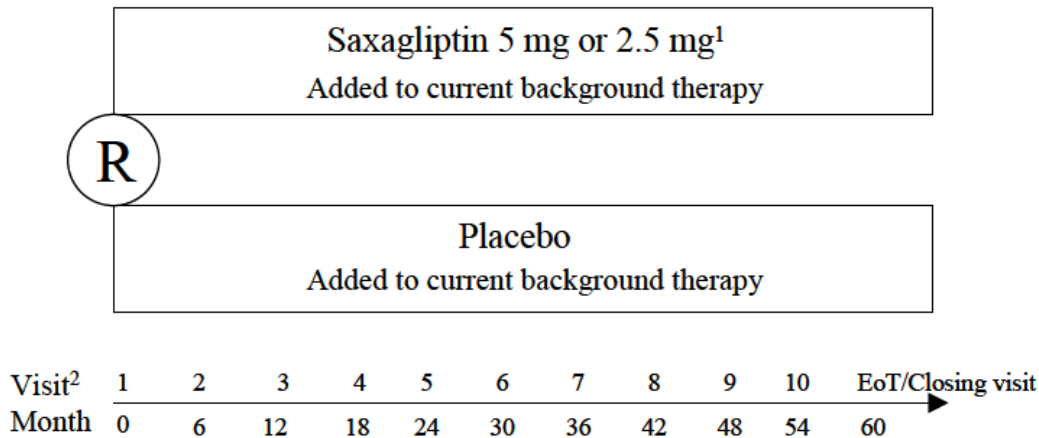 Saxagliptin 5 mg or 2.5 mg¹
Added to current background therapy
R
Placebo
Added to current background therapy
Visit² 1 2 3 4 5 6 7 8 9 10 EoT/Closing visit
Month 0 6 12 18 24 30 36 42 48 54 60